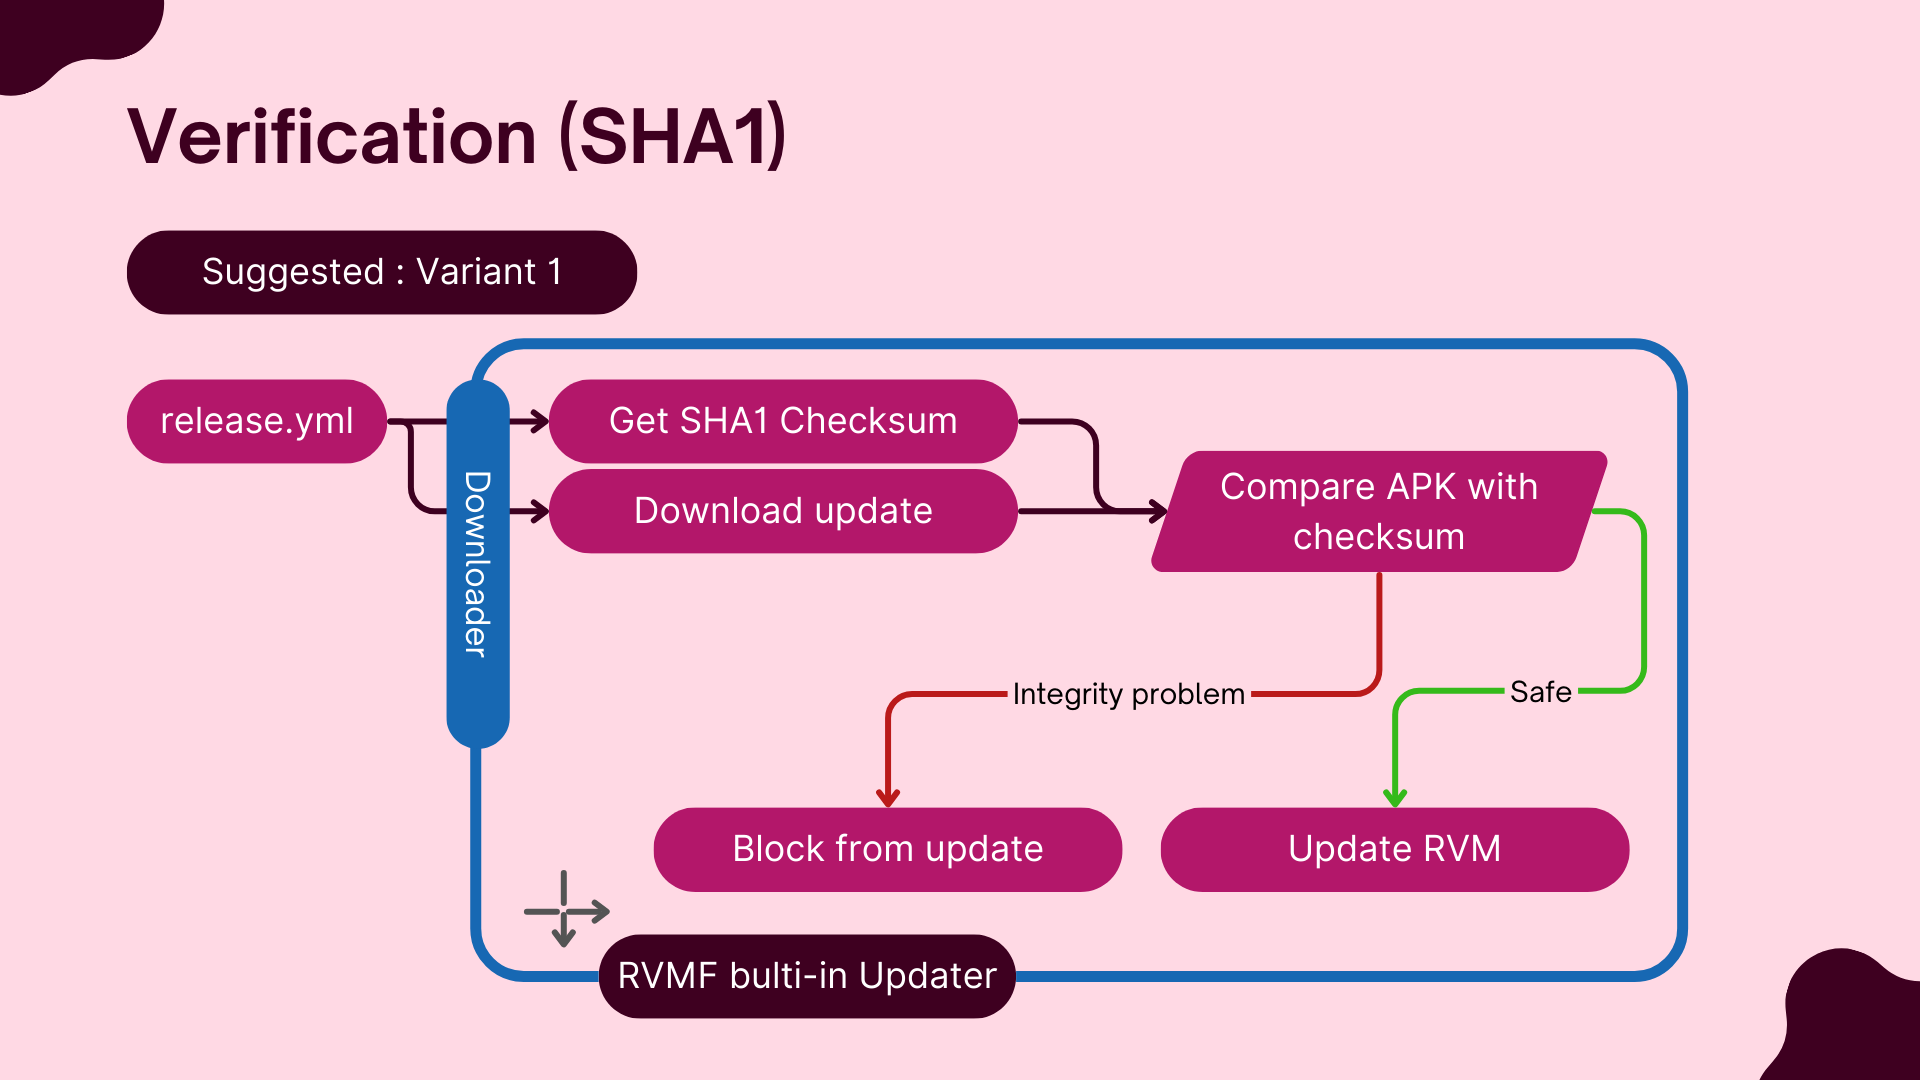 Verification (SHA1)
Suggested : Variant 1
release.yml
Downloader
Get SHA1 Checksum
Download update
Compare APK with
checksum
Integrity problem
Safe
Block from update
Update RVM
RVMF bulti-in Updater